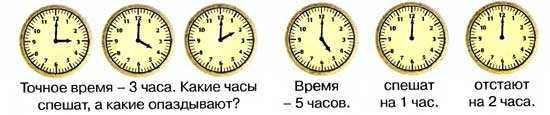 Точное время – 3 часа. Какие часы
спешат, а какие опаздывают?
Время
– 5 часов.
спешат
на 1 час.
отстают
на 2 часа.